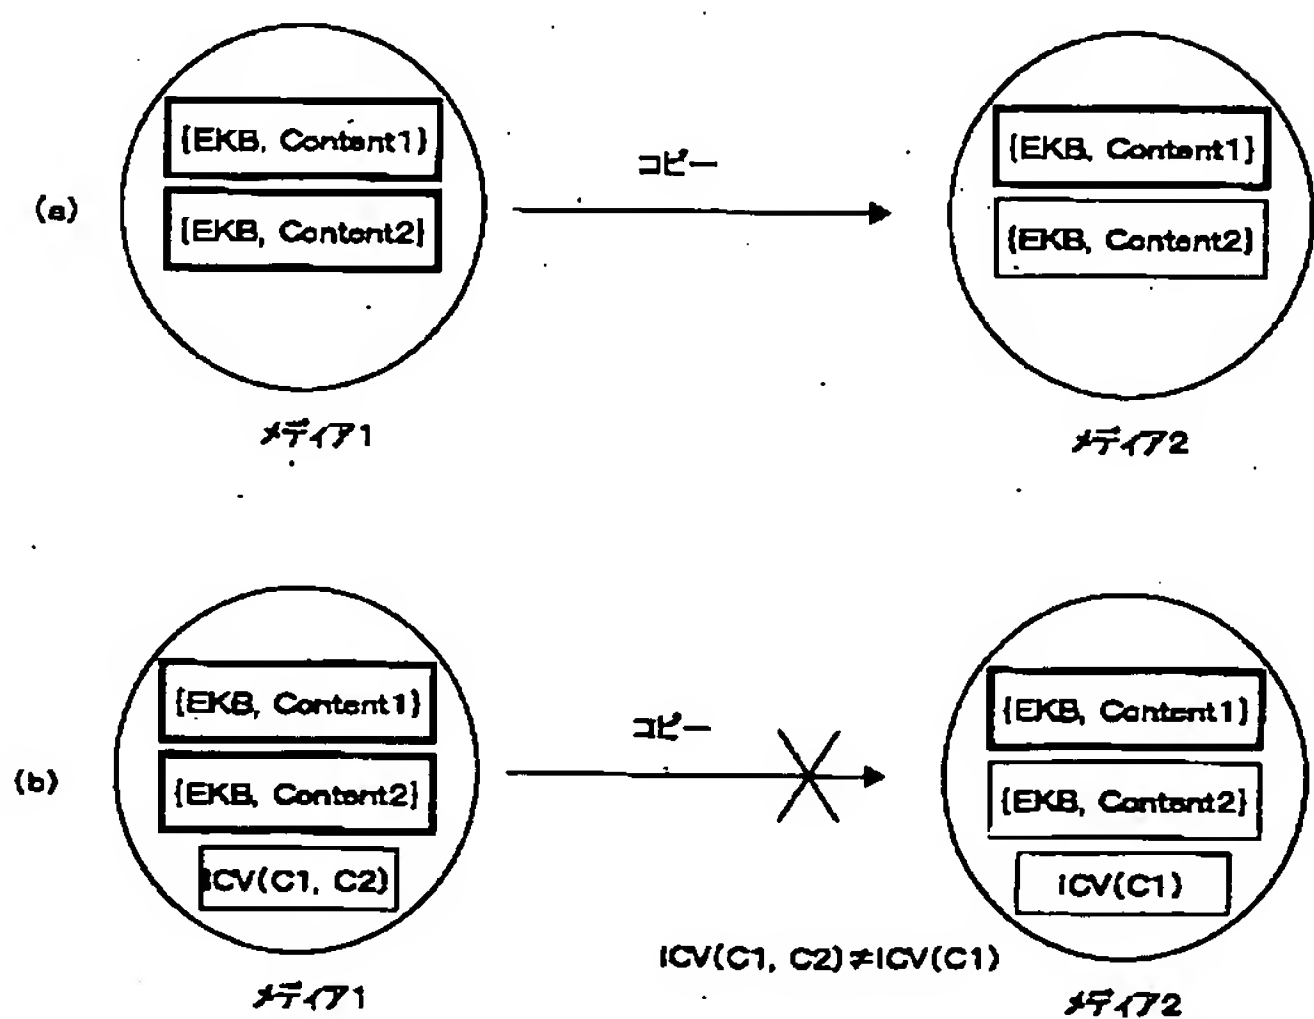 {EKB, Content1}
{EKB, Content2}
(a)
コピー
{EKB, Content1}
{EKB, Content2}
メディア1
メディア2
{EKB, Content1}
{EKB, Content2}
ICV(C1, C2)
(b)
コピー
{EKB, Content1}
{EKB, Content2}
ICV(C1)
ICV(C1, C2)≠ICV(C1)
メディア1
メディア2